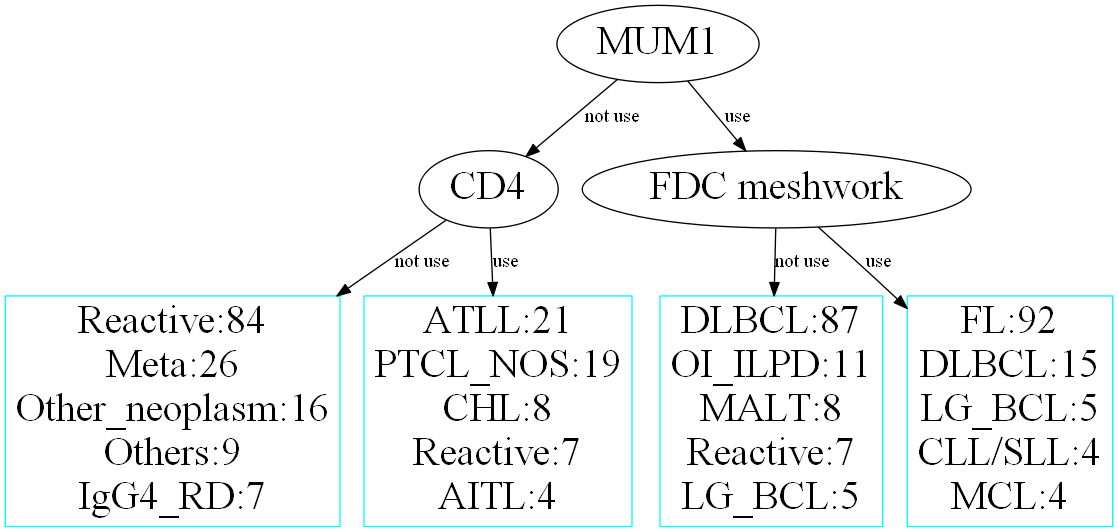 MUM1
not use
use
CD4
FDC meshwork
not use
use
not use
use
Reactive:84
Meta:26
Other_neoplasm:16
Others:9
IgG4_RD:7
ATLL:21
PTCL_NOS:19
CHL:8
Reactive:7
AITL:4
DLBCL:87
OI_ILPD:11
MALT:8
Reactive:7
LG_BCL:5
FL:92
DLBCL:15
LG_BCL:5
CLL/SLL:4
MCL:4